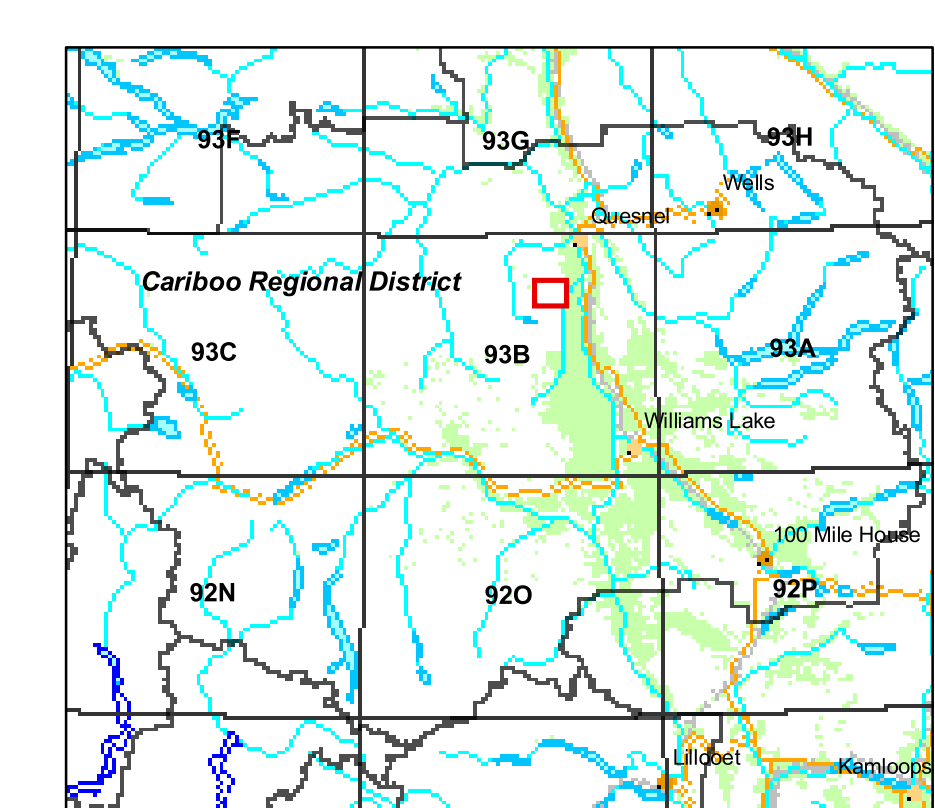 93F
93G
93H
Wells
Quesnel
Cariboo Regional District
93C
93B
93A
Williams Lake
100 Mile House
92N
92O
92P
Lillooet
Kamloops